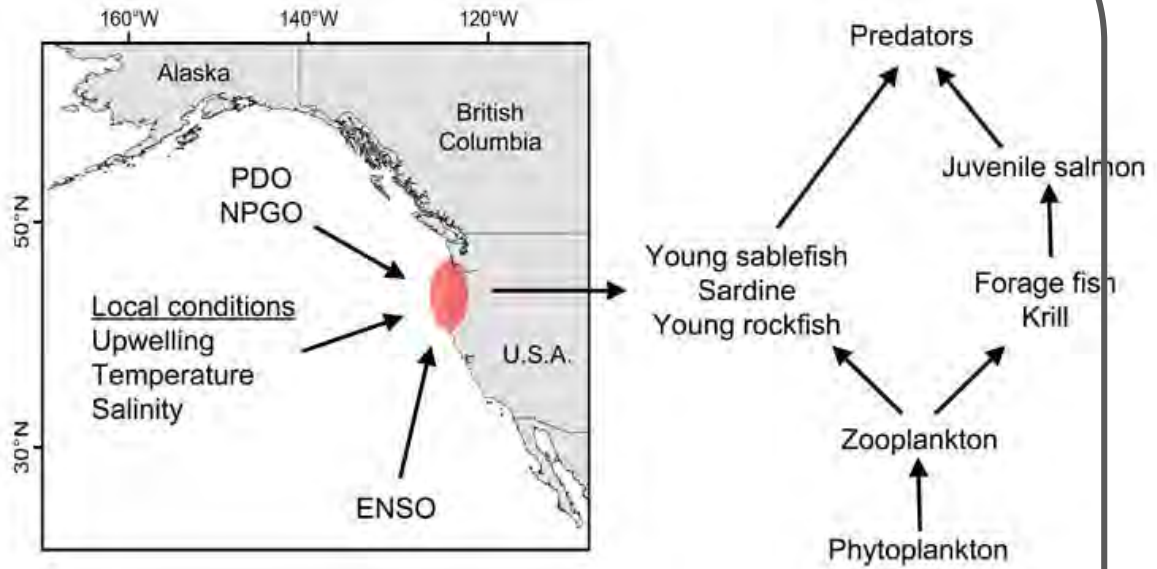 160°W
140°W
120°W
50°N
30°N
Alaska
British
Columbia
PDO
NPGO
Local conditions
Upwelling
Temperature
Salinity
U.S.A.
ENSO
Predators
Juvenile salmon
Young sablefish
Sardine
Young rockfish
Forage fish
Krill
Zooplankton
Phytoplankton